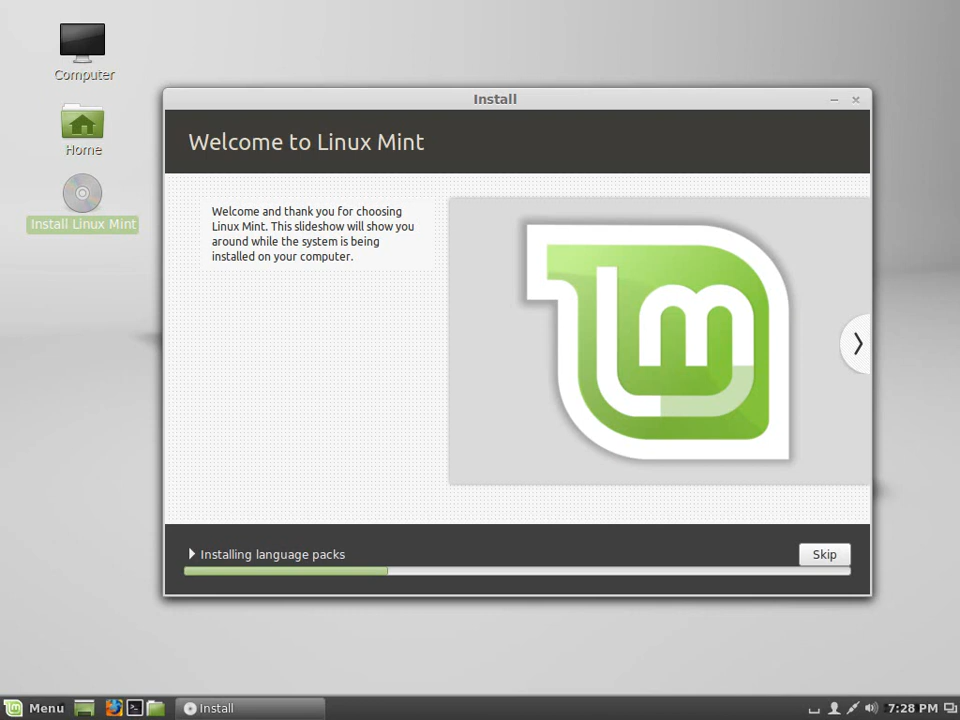 Computer
Home
Install Linux Mint
Install
Welcome to Linux Mint
Welcome and thank you for choosing
Linux Mint. This slideshow will show you
around while the system is being
installed on your computer.
Installing language packs
Skip
Menu
Install
7:28 PM